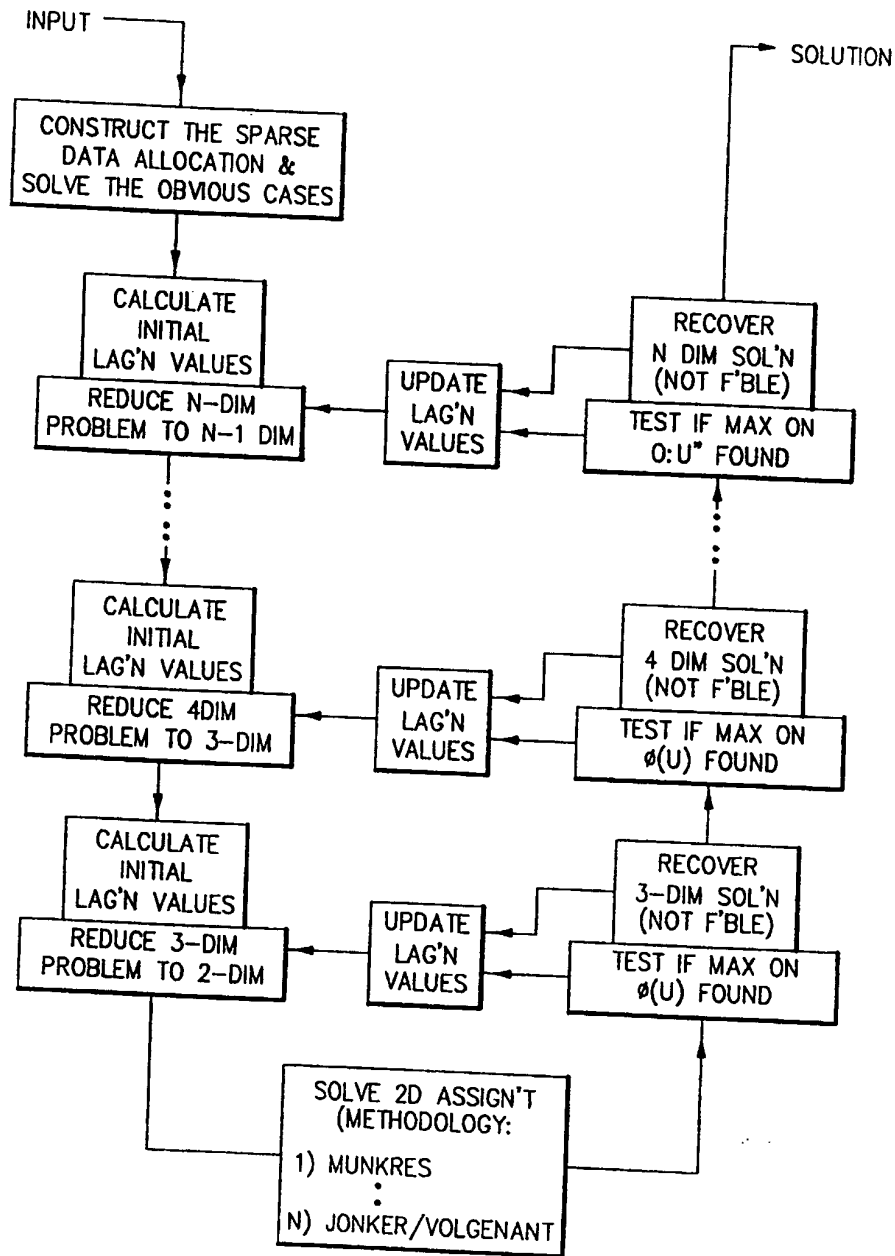 INPUT
SOLUTION
CONSTRUCT THE SPARSE
DATA ALLOCATION &
SOLVE THE OBVIOUS CASES
CALCULATE
INITIAL
LAG'N VALUES
REDUCE N-DIM
PROBLEM TO N-1 DIM
UPDATE
LAG'N
VALUES
RECOVER
N DIM SOL'N
(NOT F'BLE)
TEST IF MAX ON
O:U" FOUND
CALCULATE
INITIAL
LAG'N VALUES
REDUCE 4DIM
PROBLEM TO 3-DIM
UPDATE
LAG'N
VALUES
RECOVER
4 DIM SOL'N
(NOT F'BLE)
TEST IF MAX ON
ø(U) FOUND
CALCULATE
INITIAL
LAG'N VALUES
REDUCE 3-DIM
PROBLEM TO 2-DIM
UPDATE
LAG'N
VALUES
RECOVER
3-DIM SOL'N
(NOT F'BLE)
TEST IF MAX ON
ø(U) FOUND
SOLVE 2D ASSIGN'T
(METHODOLOGY:
1) MUNKRES
N) JONKER/VOLGENANT